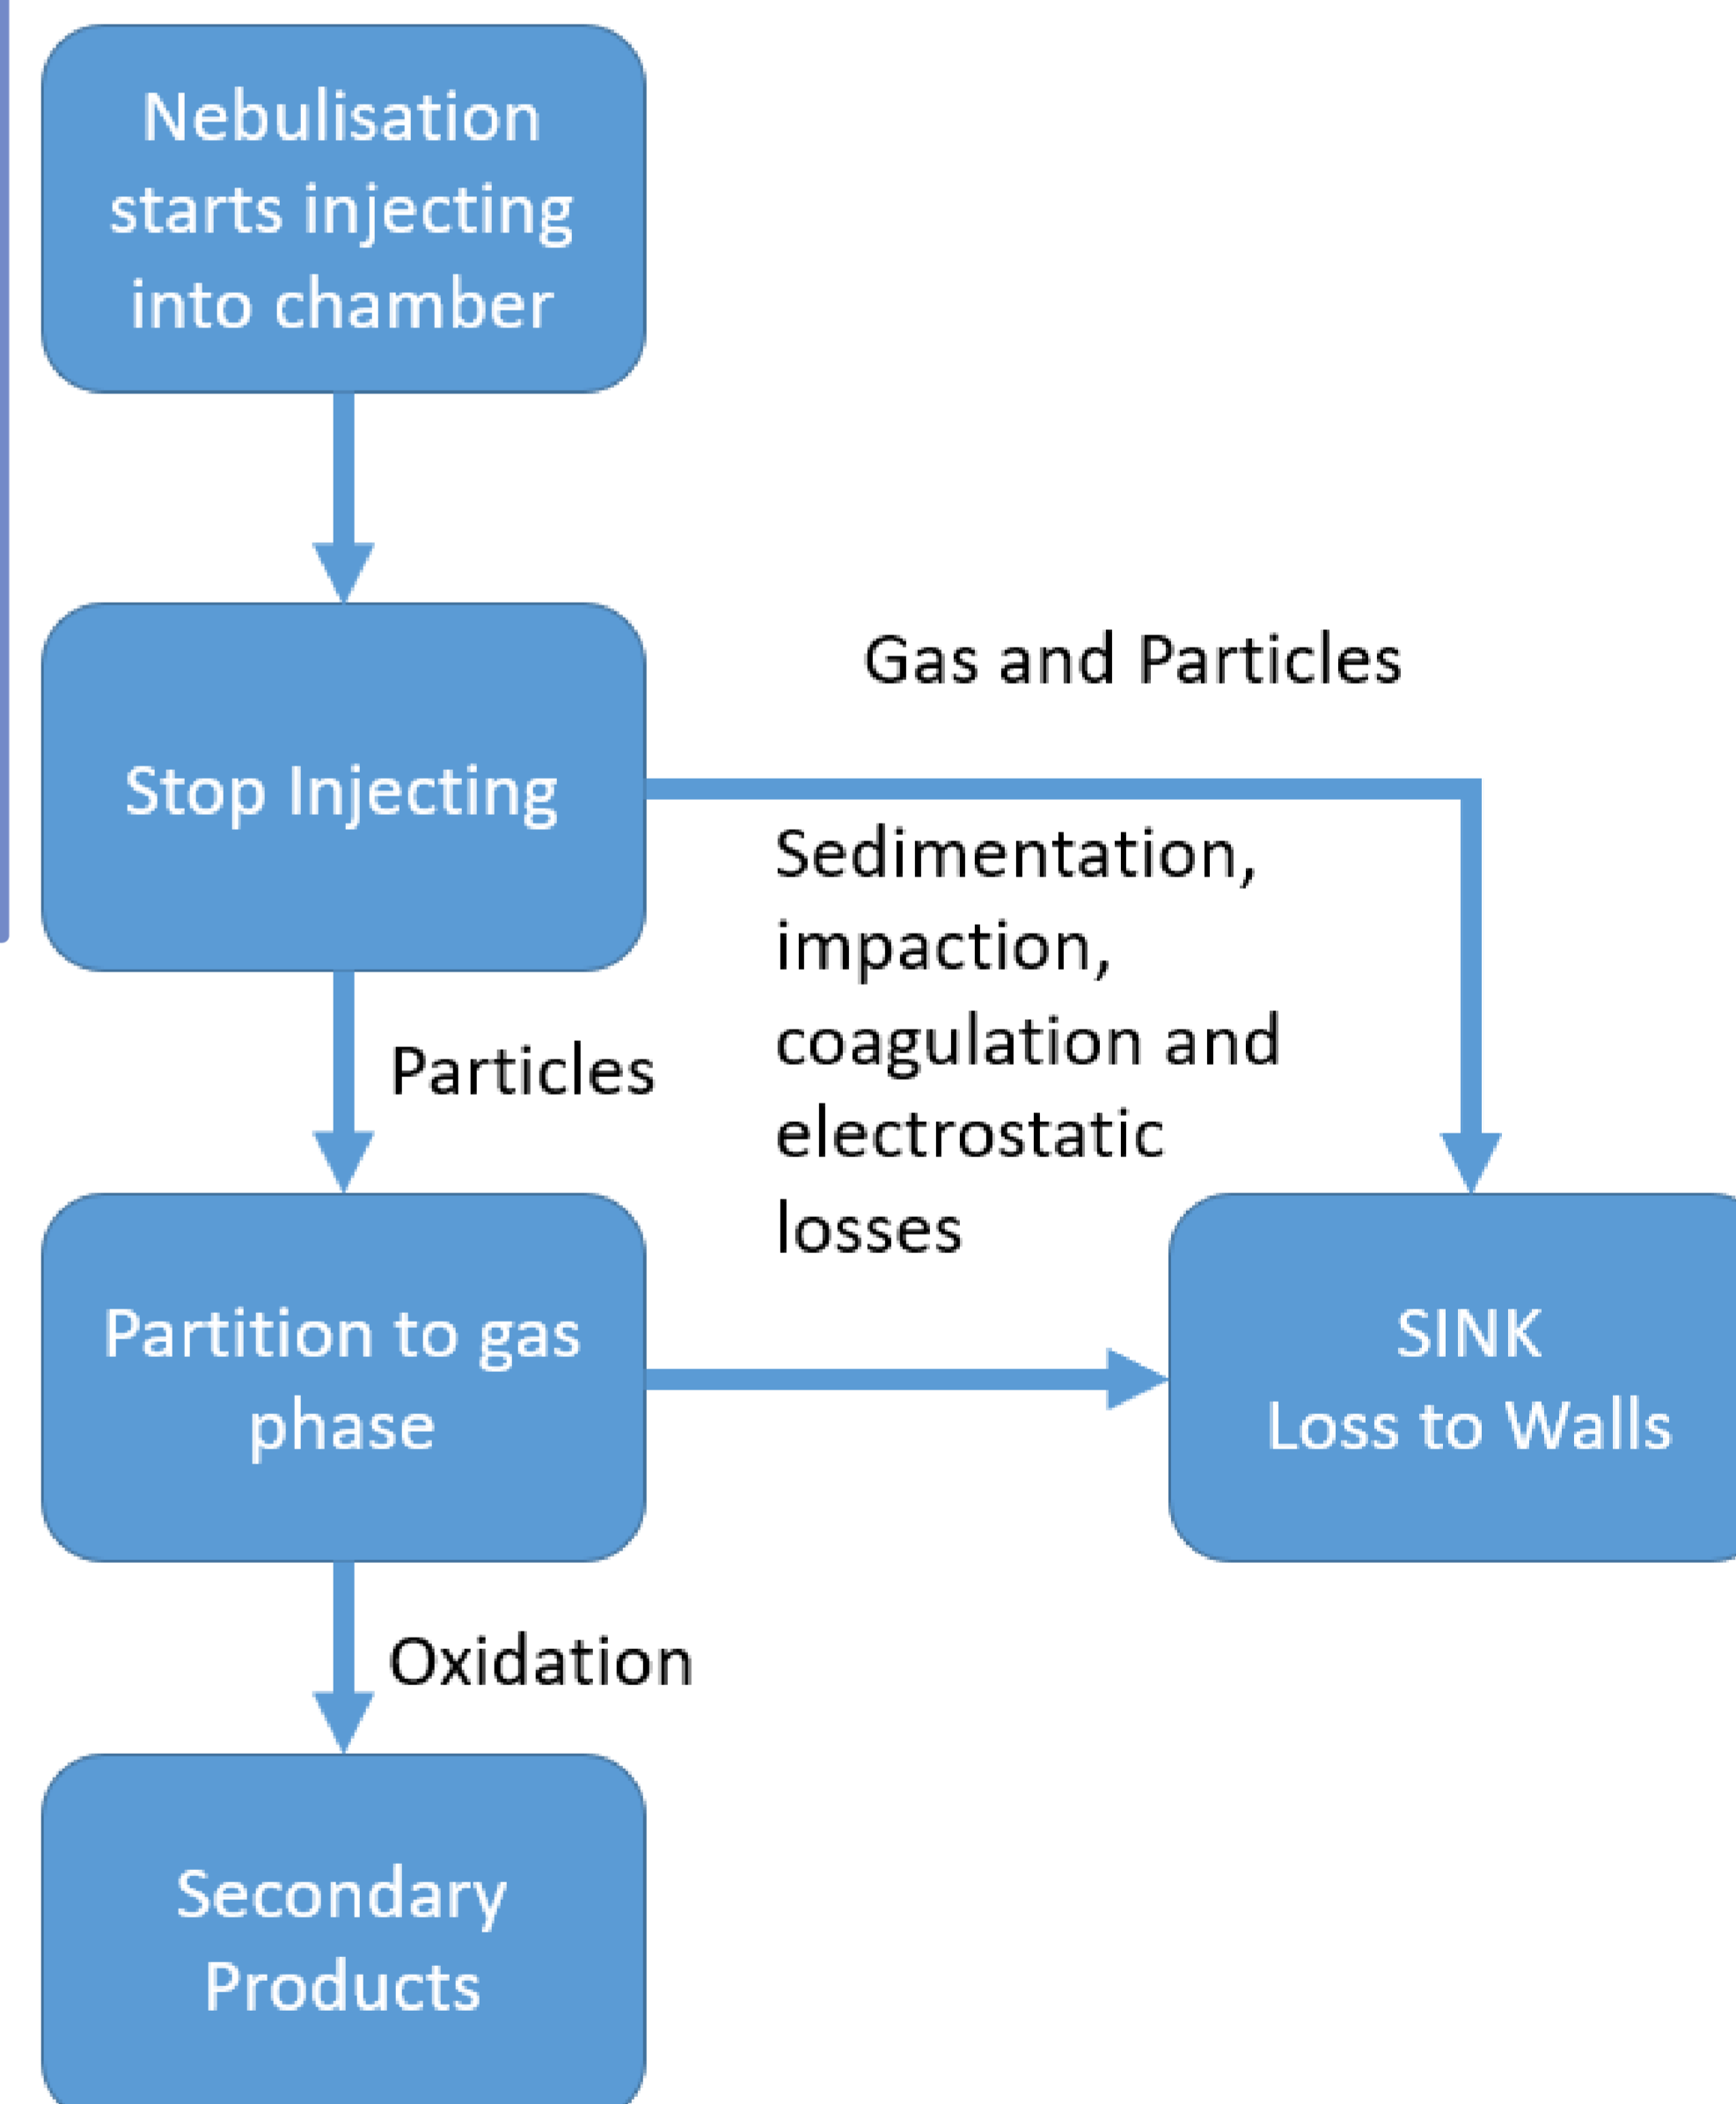 Nebulisation
starts injecting
into chamber
Stop Injecting
Gas and Particles
Sedimentation,
impaction,
coagulation and
electrostatic
losses
Particles
Partition to gas
phase
SINK
Loss to Walls
Oxidation
Secondary
Products